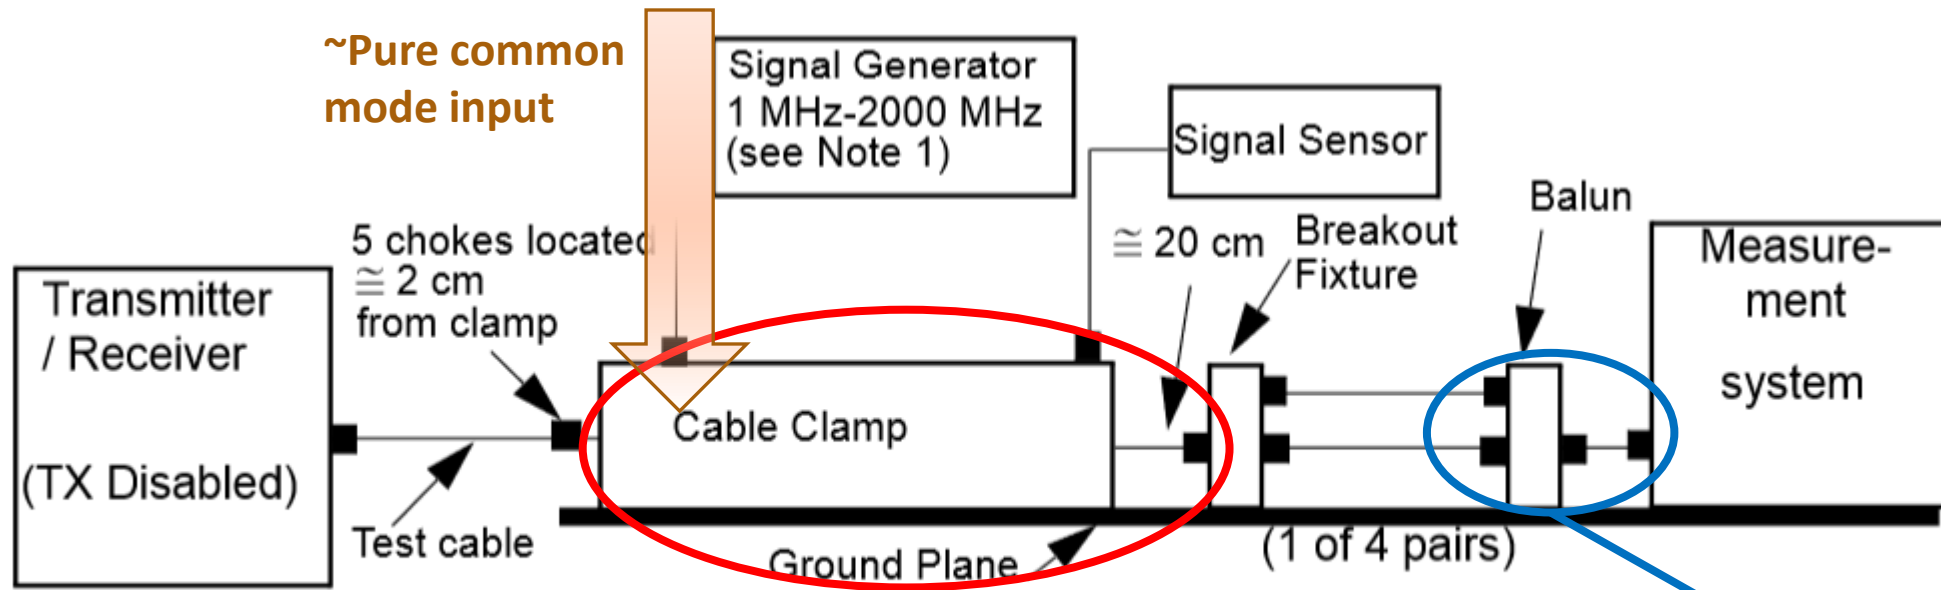 ~Pure common
mode input
Signal Generator
1 MHz-2000 MHz
(see Note 1)
Signal Sensor
Balun
5 chokes located
≅ 2 cm
from clamp
≅ 20 cm
Breakout
Fixture
Measure-
ment
system
Transmitter
/ Receiver
(TX Disabled)
Cable Clamp
Test cable
Ground Plane
(1 of 4 pairs)